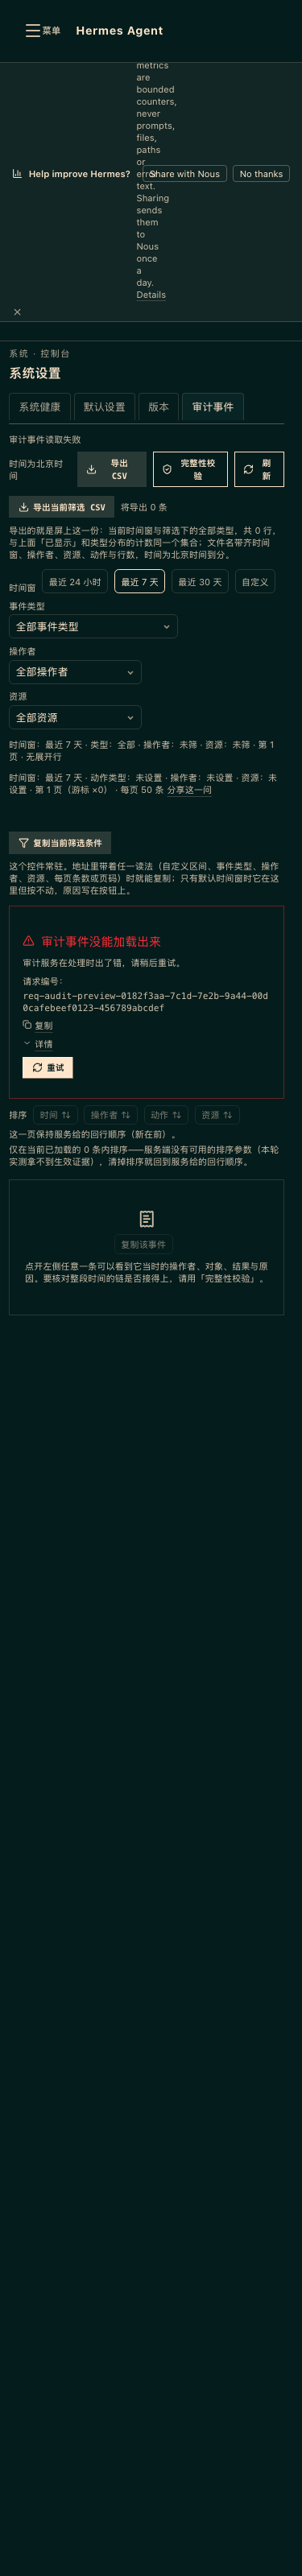 菜单
Hermes Agent
metrics
are
bounded
counters,
never
prompts,
files,
paths
or
Help improve Hermes?
error
Share with Nous
No thanks
text.
Sharing
sends
them
to
Nous
once
a
day.
Details
系统 · 控制台
系统设置
系统健康
默认设置
版本
审计事件
审计事件读取失败
时间为北京时
间
导出
CSV
完整性校
验
刷
新
导出当前筛选 CSV
将导出 0 条
导出的就是屏上这一份：当前时间窗与筛选下的全部类型，共 0 行，
与上面「已显示」和类型分布的计数同一个集合；文件名带齐时间
窗、操作者、资源、动作与行数，时间为北京时间到分。
时间窗
最近 24 小时
最近 7 天
最近 30 天
自定义
事件类型
全部事件类型
操作者
全部操作者
资源
全部资源
时间窗：最近 7 天 · 类型：全部 · 操作者：未筛 · 资源：未筛 · 第 1
页 · 无展开行
时间窗：最近 7 天 · 动作类型：未设置 · 操作者：未设置 · 资源：未
设置 · 第 1 页（游标 ×0） · 每页 50 条 分享这一问
复制当前筛选条件
这个控件常驻。地址里带着任一读法（自定义区间、事件类型、操作
者、资源、每页条数或页码）时就能复制；只有默认时间窗时它在这
里但按不动，原因写在按钮上。
审计事件没能加载出来
审计服务在处理时出了错，请稍后重试。
请求编号：
req-audit-preview-0182f3aa-7c1d-7e2b-9a44-00d
0cafebeef0123-456789abcdef
复制
详情
重试
排序
时间
操作者
动作
资源
这一页保持服务给的回行顺序（新在前）。
仅在当前已加载的 0 条内排序——服务端没有可用的排序参数（本轮
实测拿不到生效证据），清掉排序就回到服务给的回行顺序。
复制该事件
点开左侧任意一条可以看到它当时的操作者、对象、结果与原
因。要核对整段时间的链是否接得上，请用「完整性校验」。